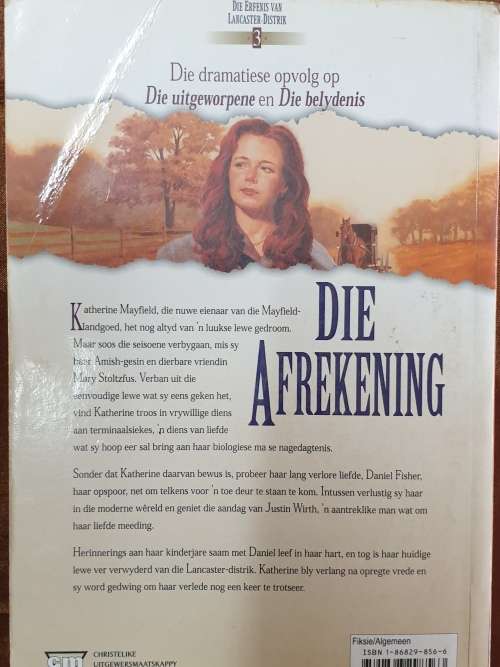 DIE ERFENIS VAN
LANCASTER-DISTRIK
3
Die dramatiese opvolg op
Die uitgeworpene en Die belydenis
DIE
AFREKENING
Katherine Mayfield, die nuwe eienaar van die Mayfield-
landgoed, het nog altyd van 'n luukse lewe gedroom.
Maar soos die seisoene verbygaan, mis sy
haar Amish-gesin en dierbare vriendin
Mary Stoltzfus. Verban uit die
eenvoudige lewe wat sy eens geken het,
vind Katherine troos in vrywillige diens
aan terminaalsiekes, 'n diens van liefde
wat sy hoop eer sal bring aan haar biologiese ma se nagedagtenis.
Sonder dat Katherine daarvan bewus is, probeer haar lang verlore liefde, Daniel Fisher,
haar opspoor, net om telkens voor 'n toe deur te staan te kom. Intussen verlustig sy haar
in die moderne wêreld en geniet die aandag van Justin Wirth, 'n aantreklike man wat om
haar liefde meeding.
Herinnerings aan haar kinderjare saam met Daniel leef in haar hart, en tog is haar huidige
lewe ver verwyderd van die Lancaster-distrik. Katherine bly verlang na opregte vrede en
sy word gedwing om haar verlede nog een keer te trotseer.
cum
CHRISTELIKE
UITGEWERSMAATSKAPPY
Fiksie/Algemeen
ISBN 1-86829-856-6